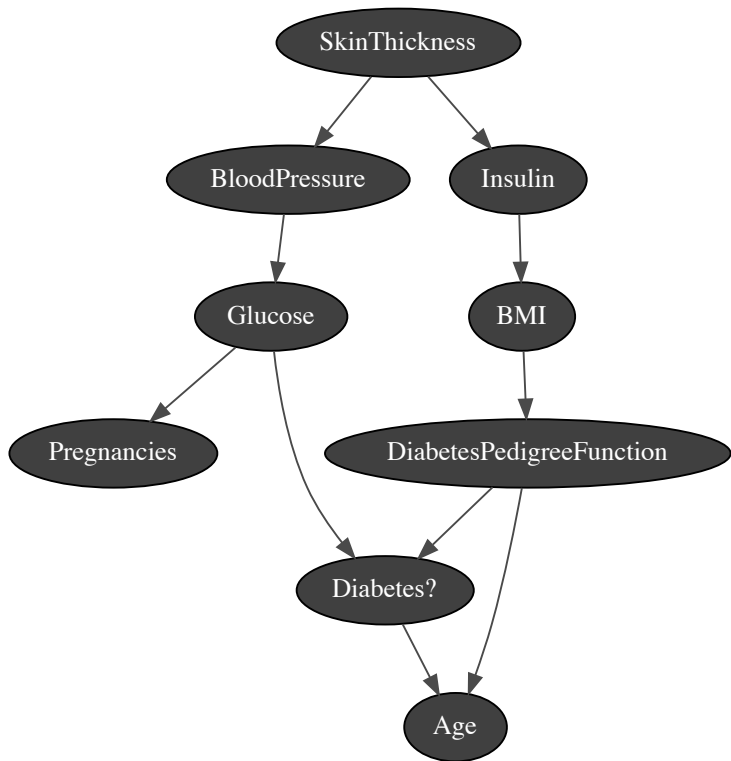 SkinThickness
BloodPressure
Insulin
Glucose
BMI
Pregnancies
DiabetesPedigreeFunction
Diabetes?
Age